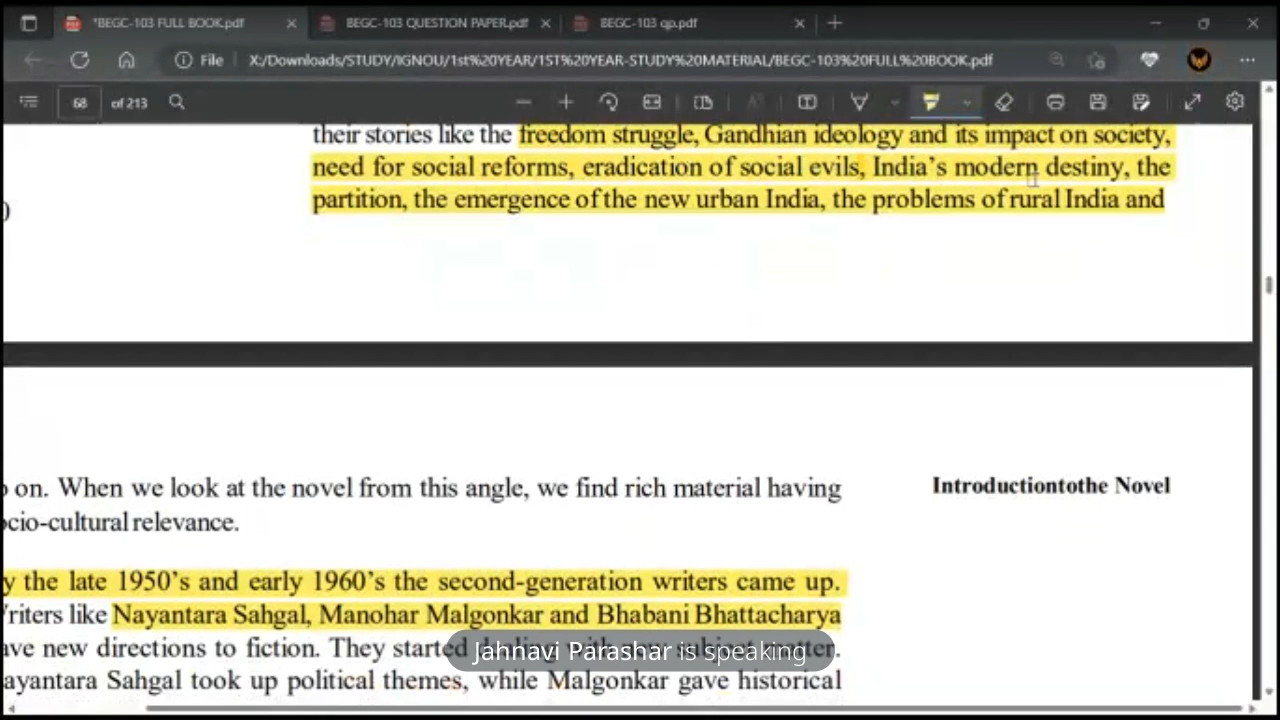 *BEGC-103 FULL BOOK.pdf
BEGC-103 QUESTION PAPER.pdf
BEGC-103 qp.pdf
File
X:/Downloads/STUDY/IGNOU/1st%20YEAR/1ST%20YEAR-STUDY%20MATERIAL/BEGC-103%20FULL%20BOOK.pdf
68 of 213
their stories like the freedom struggle, Gandhian ideology and its impact on society,
need for social reforms, eradication of social evils, India's modern destiny, the
partition, the emergence of the new urban India, the problems of rural India and
on. When we look at the novel from this angle, we find rich material having
ocio-cultural relevance.
Introductiontothe Novel
y the late 1950's and early 1960's the second-generation writers came up.
riters like Nayantara Sahgal, Manohar Malgonkar and Bhabani Bhattacharya
ave new directions to fiction. They started subject matter.
ayantara Sahgal took up political themes, while Malgonkar gave historical
Jahnavi Parashar is speaking